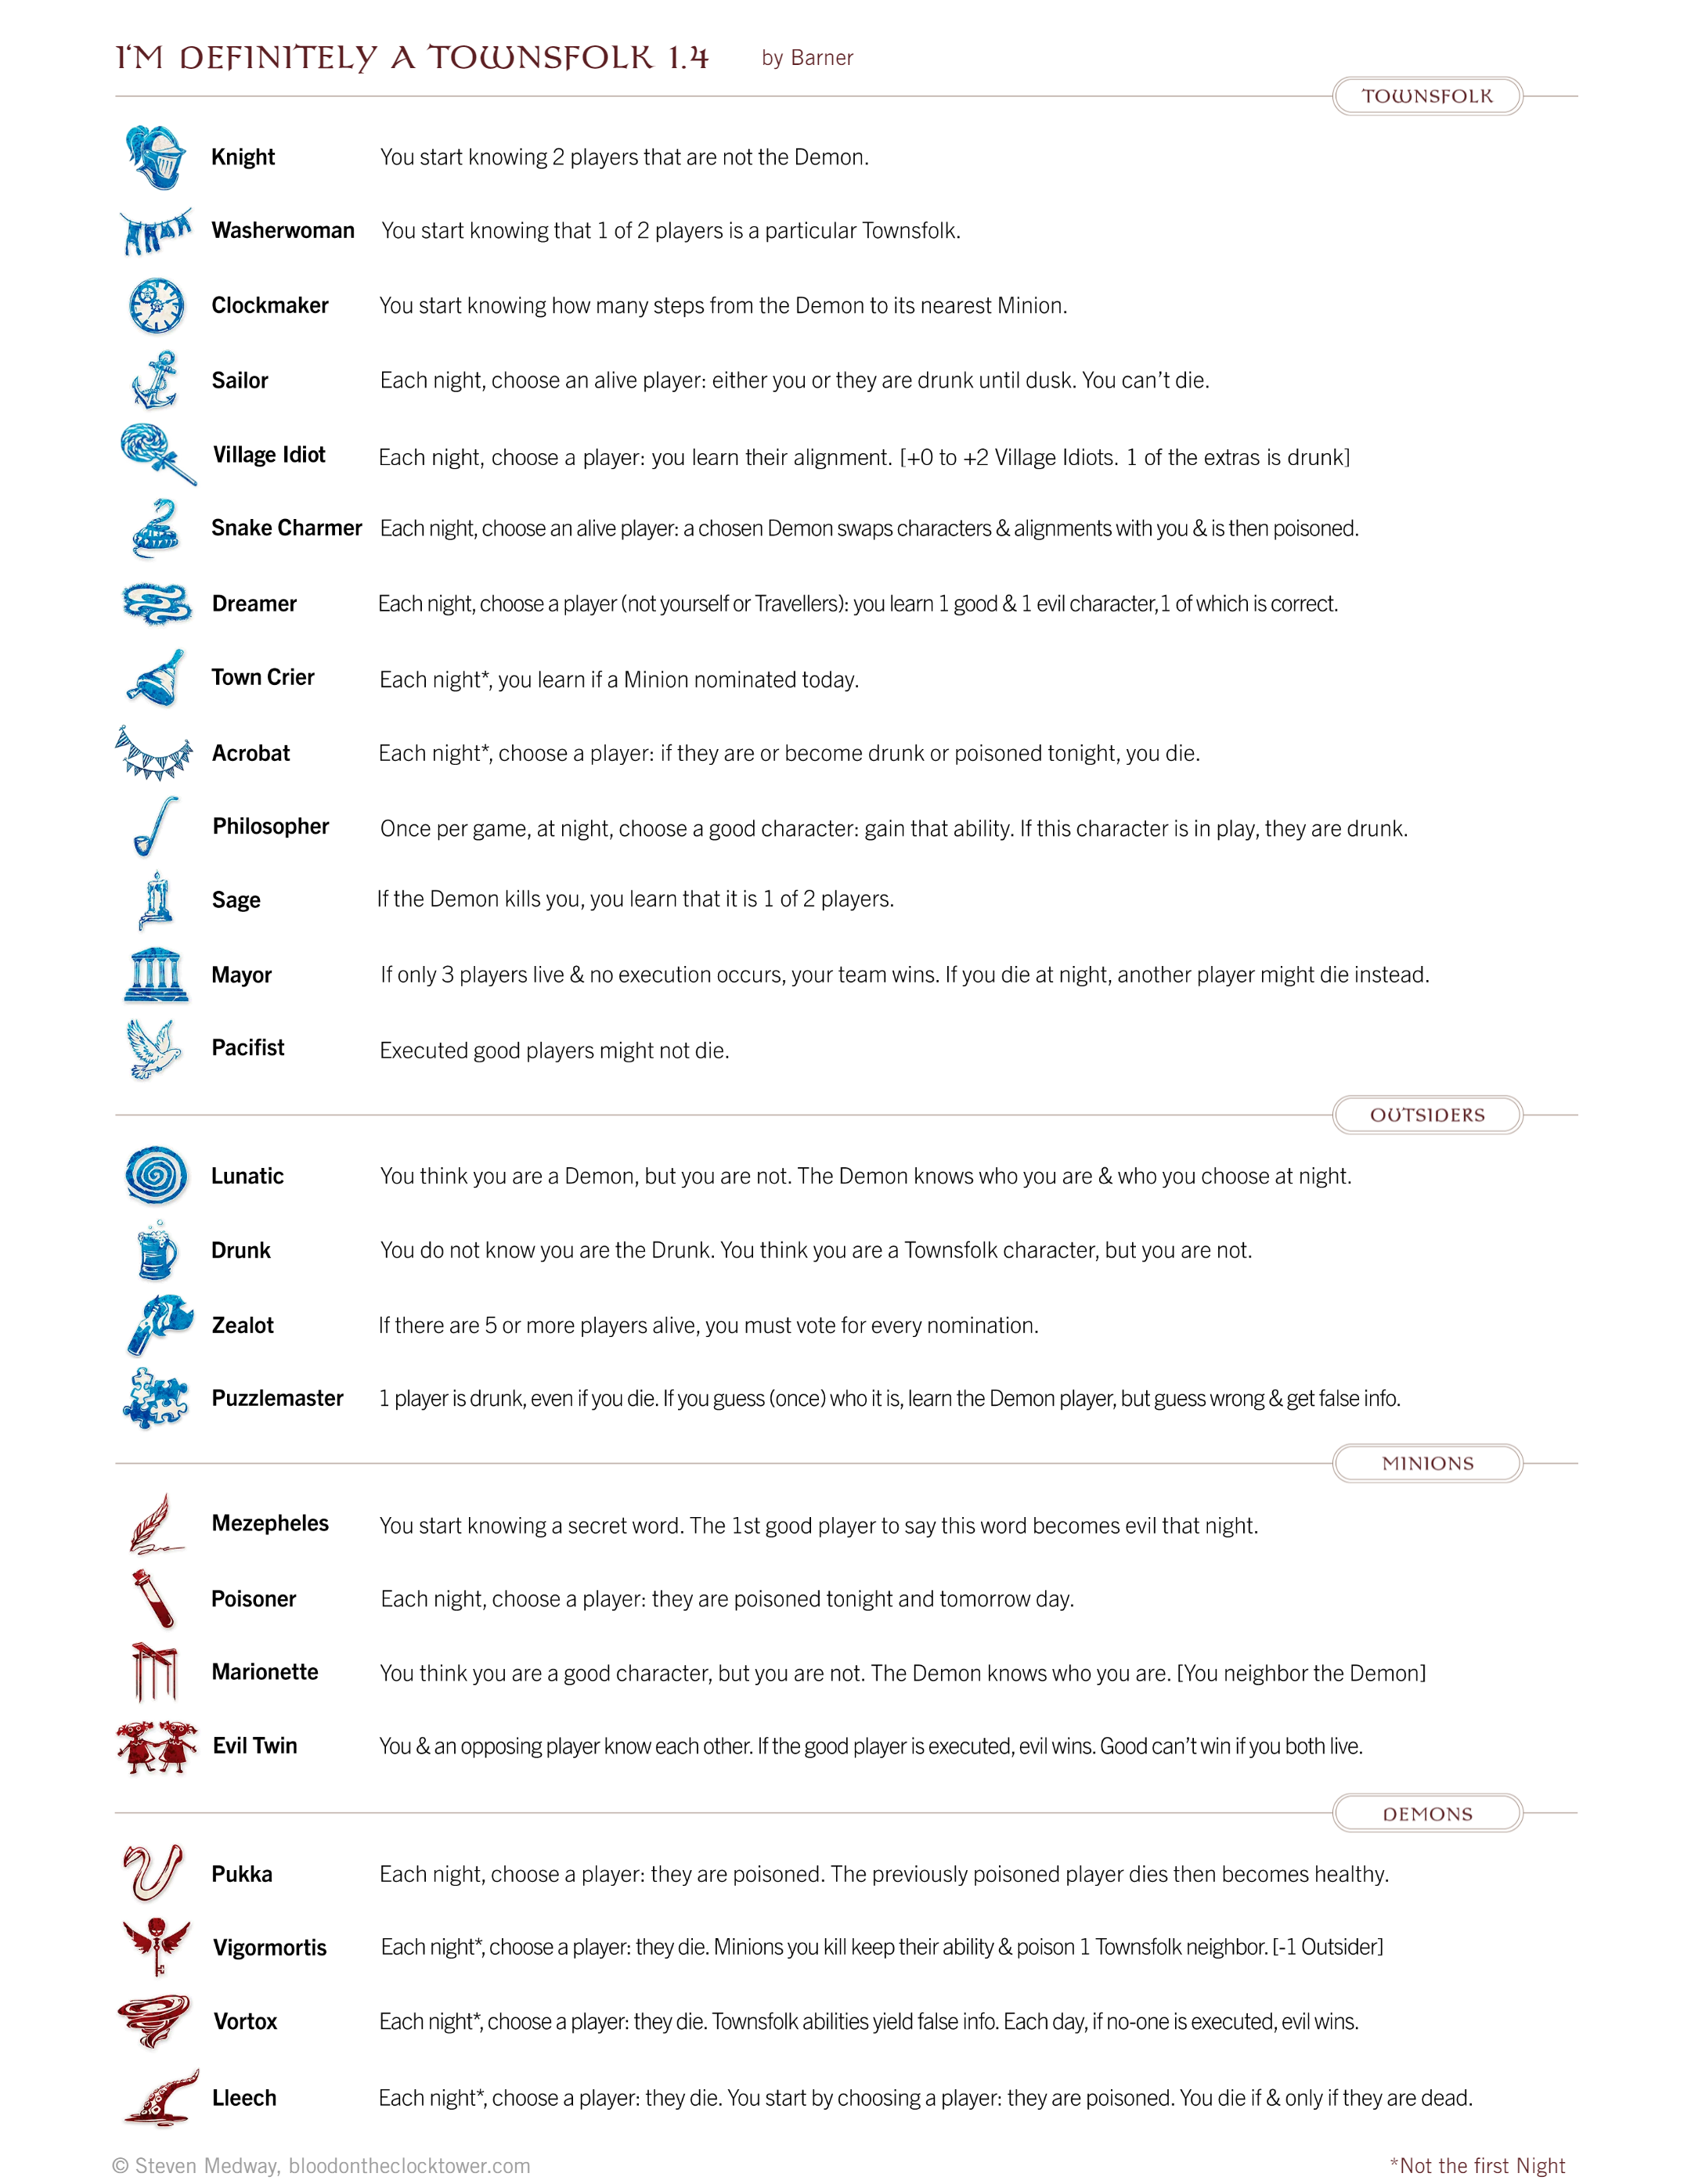 I'M DEFINITELY A TOWNSFOLK 1.4 by Barner
TOWNSFOLK
Knight You start knowing 2 players that are not the Demon.
Washerwoman You start knowing that 1 of 2 players is a particular Townsfolk.
Clockmaker You start knowing how many steps from the Demon to its nearest Minion.
Sailor Each night, choose an alive player: either you or they are drunk until dusk. You can't die.
Village Idiot Each night, choose a player: you learn their alignment. [+0 to +2 Village Idiots. 1 of the extras is drunk]
Snake Charmer Each night, choose an alive player: a chosen Demon swaps characters & alignments with you & is then poisoned.
Dreamer Each night, choose a player (not yourself or Travellers): you learn 1 good & 1 evil character,1 of which is correct.
Town Crier Each night*, you learn if a Minion nominated today.
Acrobat Each night*, choose a player: if they are or become drunk or poisoned tonight, you die.
Philosopher Once per game, at night, choose a good character: gain that ability. If this character is in play, they are drunk.
Sage If the Demon kills you, you learn that it is 1 of 2 players.
Mayor If only 3 players live & no execution occurs, your team wins. If you die at night, another player might die instead.
Pacifist Executed good players might not die.
OUTSIDERS
Lunatic You think you are a Demon, but you are not. The Demon knows who you are & who you choose at night.
Drunk You do not know you are the Drunk. You think you are a Townsfolk character, but you are not.
Zealot If there are 5 or more players alive, you must vote for every nomination.
Puzzlemaster 1 player is drunk, even if you die. If you guess (once) who it is, learn the Demon player, but guess wrong & get false info.
MINIONS
Mezepheles You start knowing a secret word. The 1st good player to say this word becomes evil that night.
Poisoner Each night, choose a player: they are poisoned tonight and tomorrow day.
Marionette You think you are a good character, but you are not. The Demon knows who you are. [You neighbor the Demon]
Evil Twin You & an opposing player know each other. If the good player is executed, evil wins. Good can't win if you both live.
DEMONS
Pukka Each night, choose a player: they are poisoned. The previously poisoned player dies then becomes healthy.
Vigormortis Each night*, choose a player: they die. Minions you kill keep their ability & poison 1 Townsfolk neighbor. [-1 Outsider]
Vortox Each night*, choose a player: they die. Townsfolk abilities yield false info. Each day, if no-one is executed, evil wins.
Lleech Each night*, choose a player: they die. You start by choosing a player: they are poisoned. You die if & only if they are dead.
© Steven Medway, bloodontheclocktower.com *Not the first Night